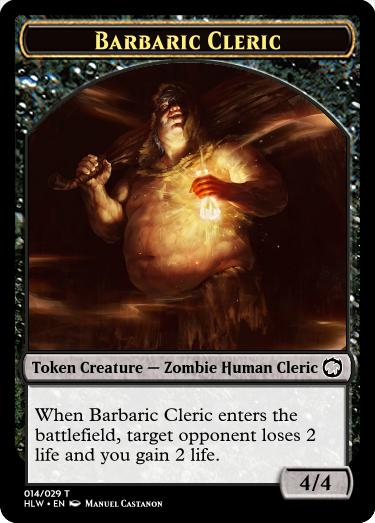 Barbaric Cleric
Token Creature — Zombie Human Cleric
When Barbaric Cleric enters the
battlefield, target opponent loses 2
life and you gain 2 life.
4/4
014/029 T
HLW • EN Manuel Castanon